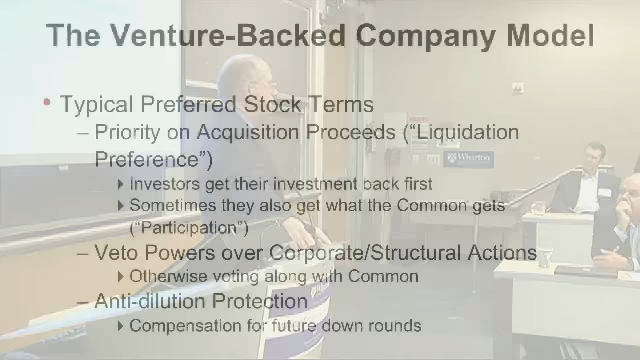 The Venture-Backed Company Model
• Typical Preferred Stock Terms
– Priority on Acquisition Proceeds (“Liquidation
Preference”)
Investors get their investment back first
Sometimes they also get what the Common gets
(“Participation”)
– Veto Powers over Corporate/Structural Actions
Otherwise voting along with Common
– Anti-dilution Protection
Compensation for future down rounds
Wharton